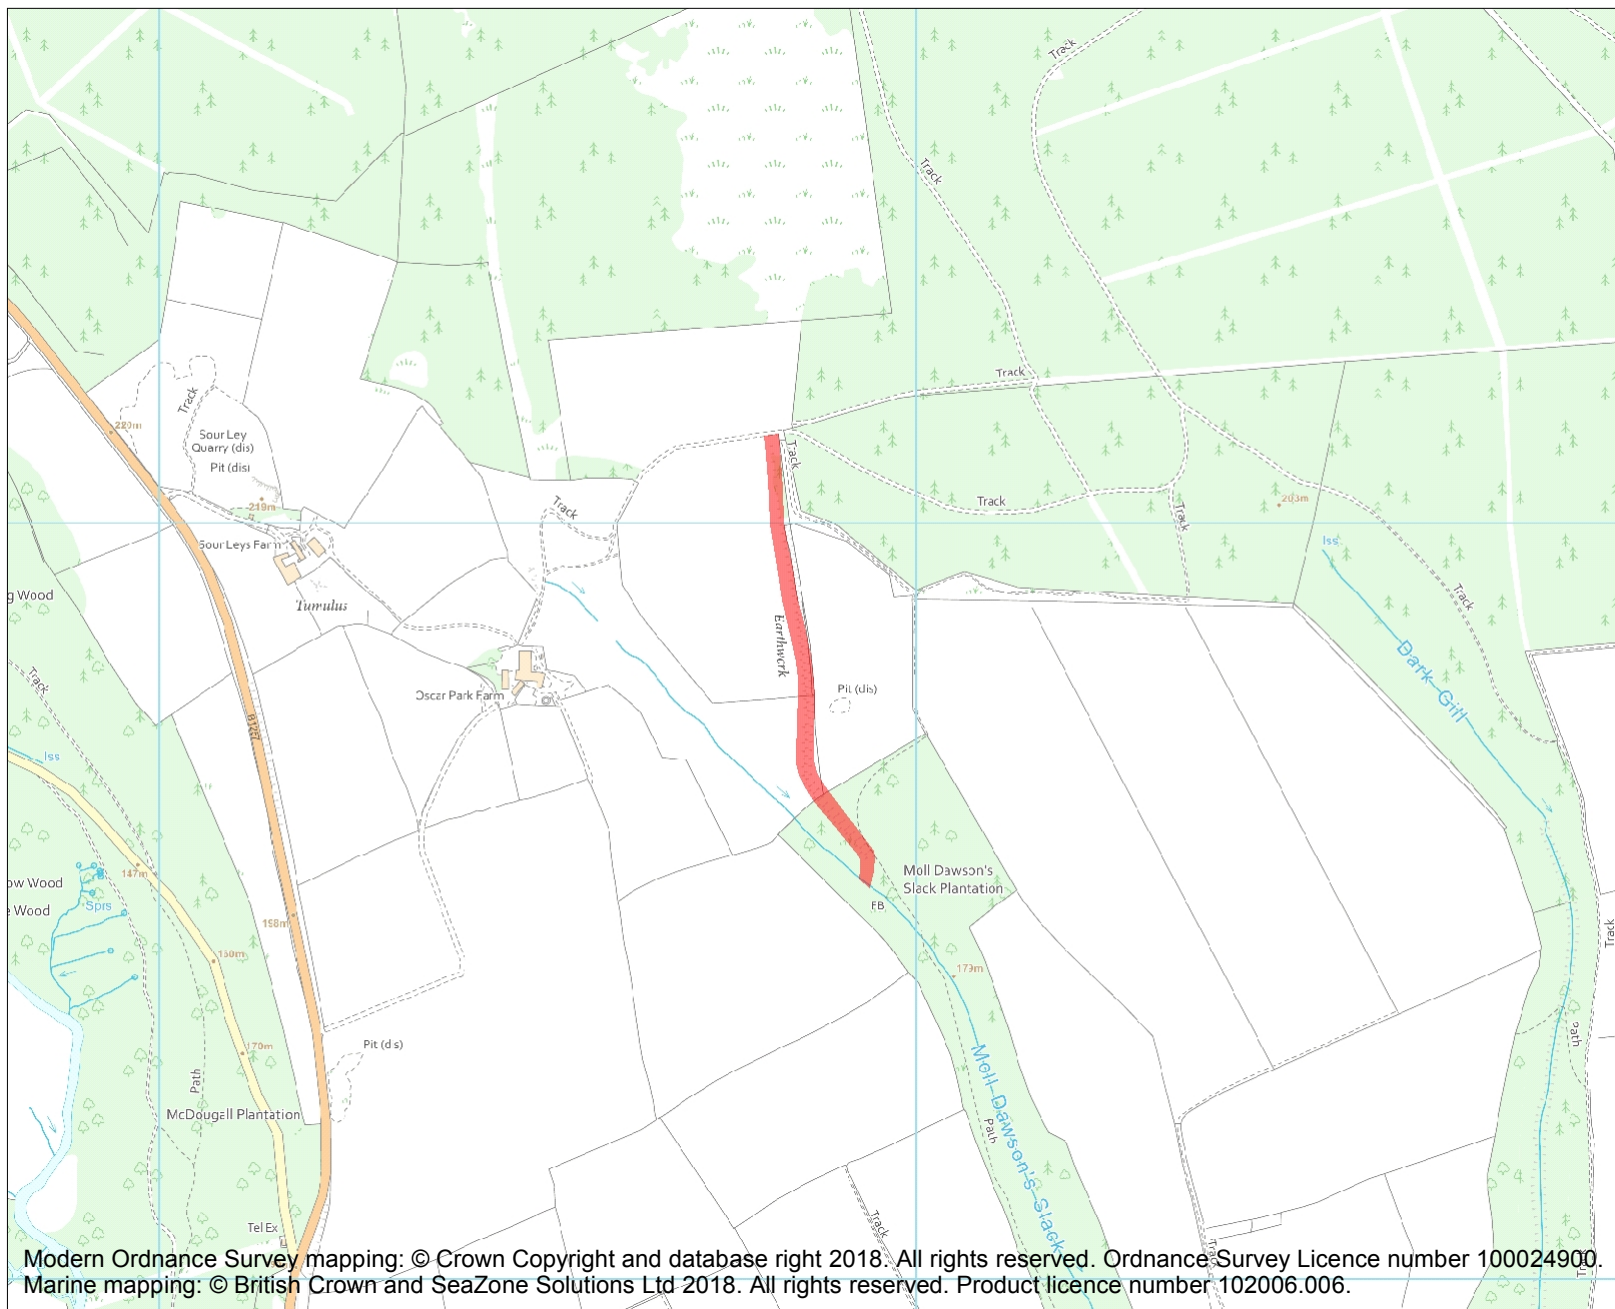 Track
Track
Track
Track
Sour Ley
Quarry (dis)
Pit (dis)
220m
219m
Sour Leys Farm
Tumulus
Track
Track
Track
Track
203m
Iss
Track
Dark Gill
g Wood
Track
Earthwork
Pit (dis)
Oscar Park Farm
B1257
Iss
147m
ow Wood
e Wood
Sprs
198m
150m
Moll Dawson's
Slack Plantation
FB
179m
Track
Path
170m
Pit (dis)
Path
McDougall Plantation
Moll Dawson's Slack
Path
Track
Track
Track
Tel Ex
Modern Ordnance Survey mapping: © Crown Copyright and database right 2018. All rights reserved. Ordnance Survey Licence number 100024900.
Marine mapping: © British Crown and SeaZone Solutions Ltd 2018. All rights reserved. Product licence number 102006.006.